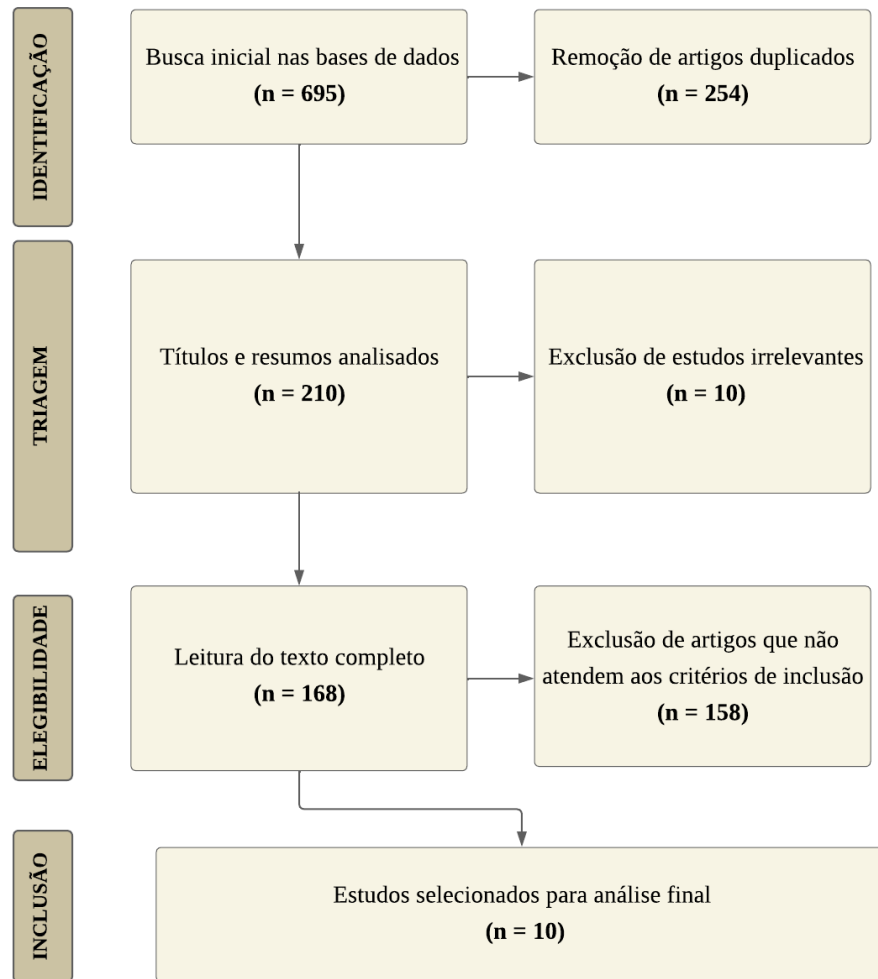 IDENTIFICAÇÃO
Busca inicial nas bases de dados
(n = 695)
Remoção de artigos duplicados
(n = 254)
TRIAGEM
Títulos e resumos analisados
(n = 210)
Exclusão de estudos irrelevantes
(n = 10)
ELEGIBILIDADE
Leitura do texto completo
(n = 168)
Exclusão de artigos que não
atendem aos critérios de inclusão
(n = 158)
INCLUSÃO
Estudos selecionados para análise final
(n = 10)